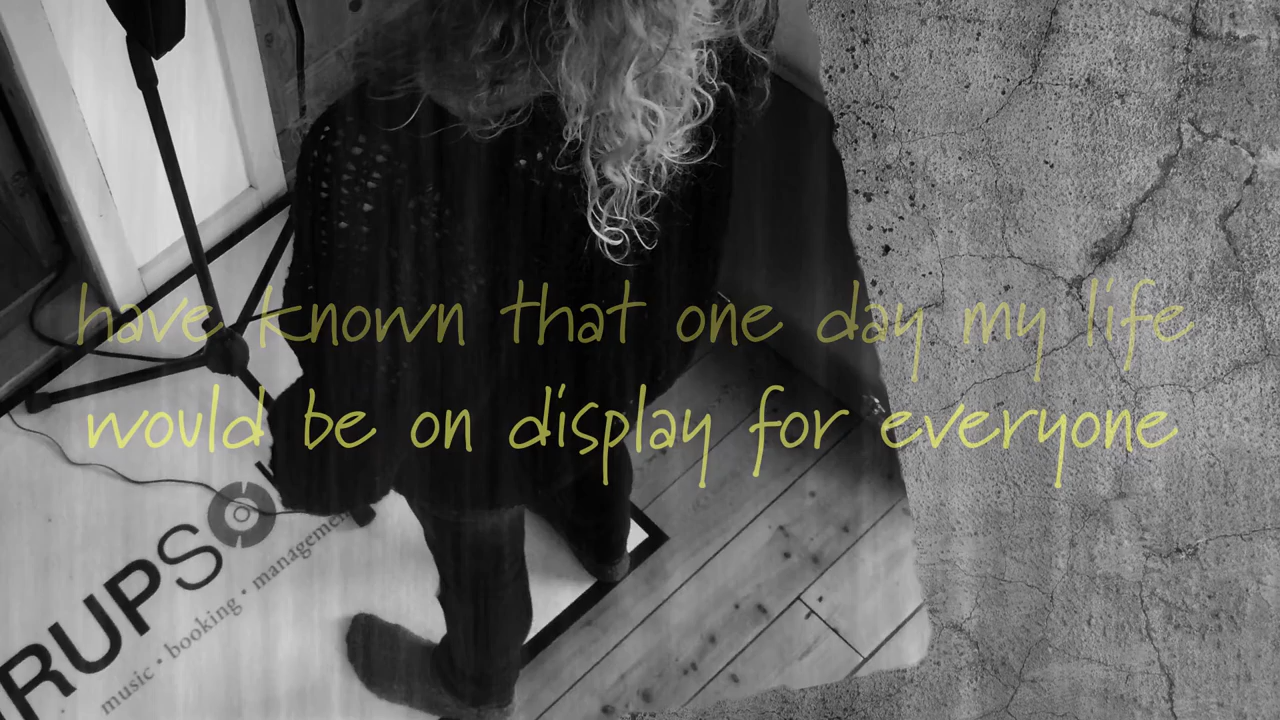 have known that one day my life
would be on display for everyone
RUPS
music • booking • management